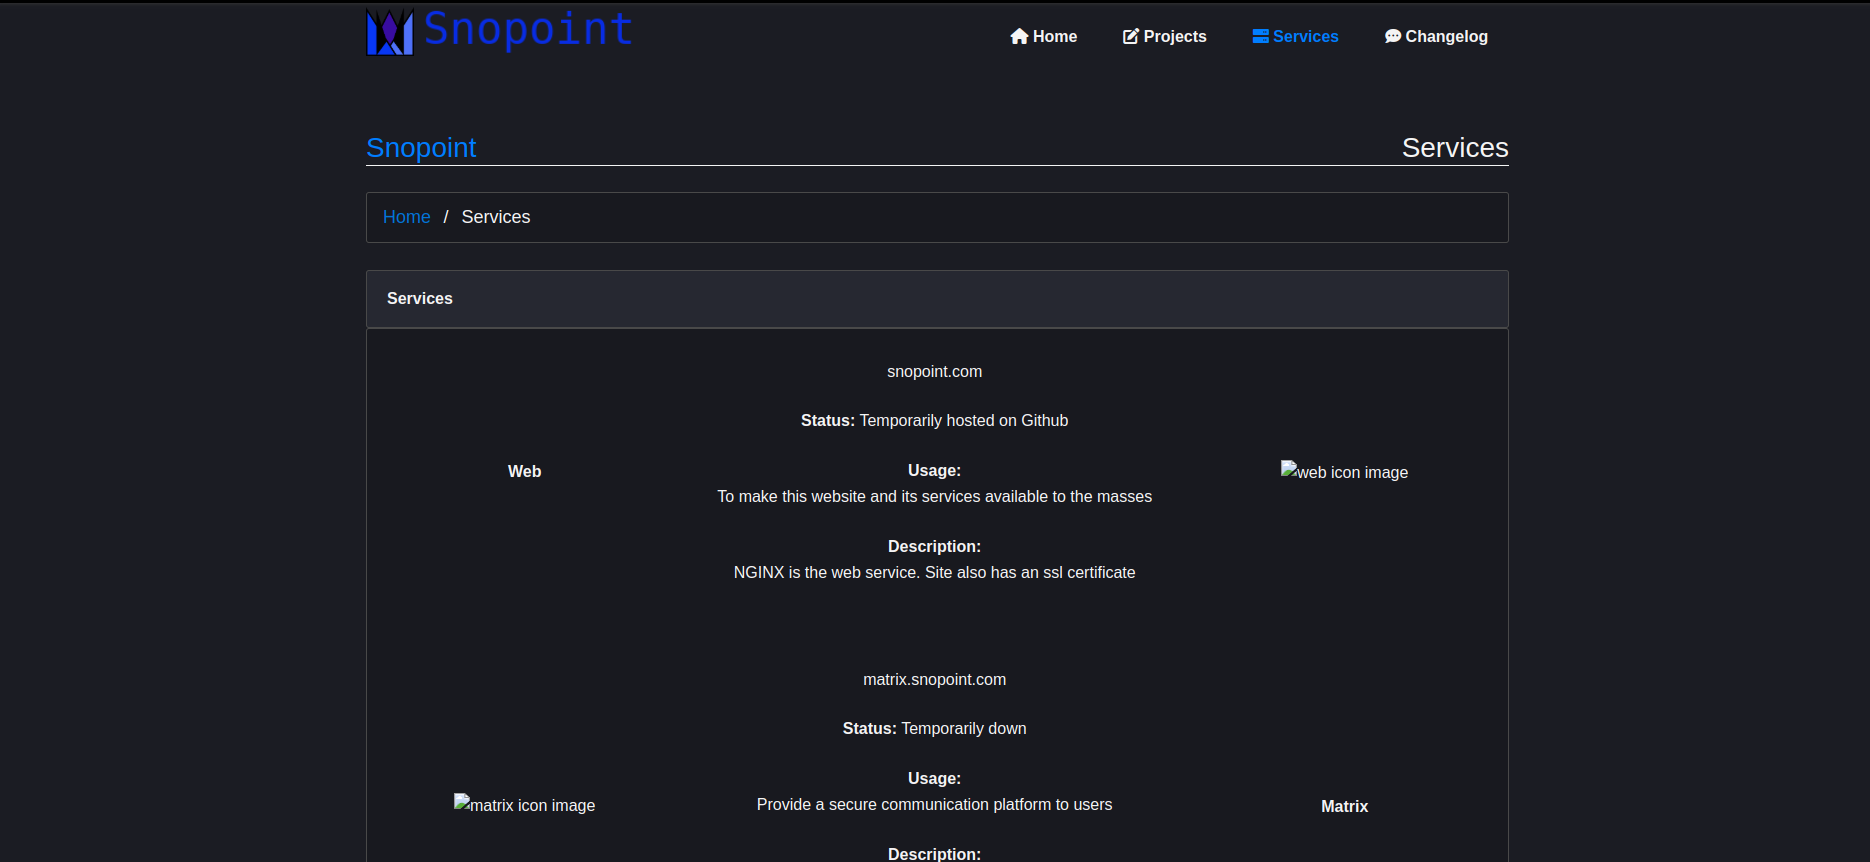 Snopoint
Home Projects Services Changelog
Snopoint Services
Home / Services
Services
snopoint.com
Status: Temporarily hosted on Github
Web
Usage:
web icon image
To make this website and its services available to the masses
Description:
NGINX is the web service. Site also has an ssl certificate
matrix.snopoint.com
Status: Temporarily down
Usage:
matrix icon image
Provide a secure communication platform to users
Matrix
Description: